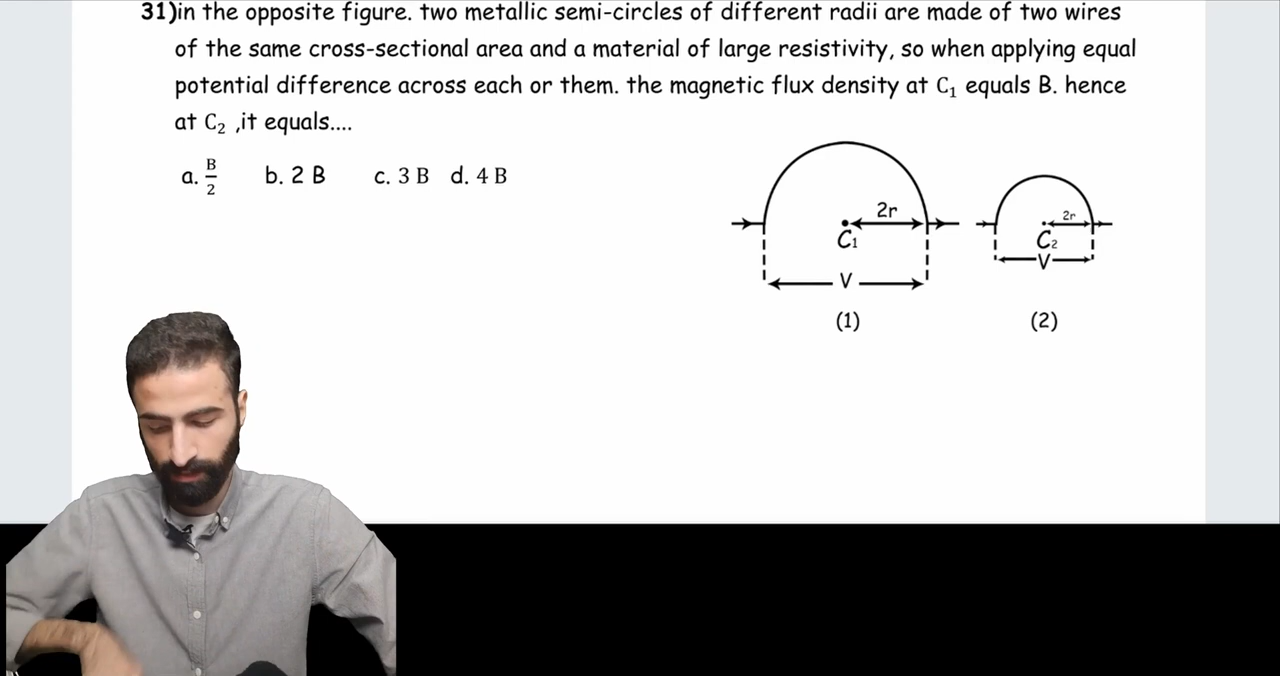 31)in the opposite figure. two metallic semi-circles of different radii are made of two wires
of the same cross-sectional area and a material of large resistivity, so when applying equal
potential difference across each or them. the magnetic flux density at C₁ equals B. hence
at C₂ ,it equals....
a. B/2 b. 2 B c. 3 B d. 4 B
2r 2r
C₁ C₂
V V
(1) (2)